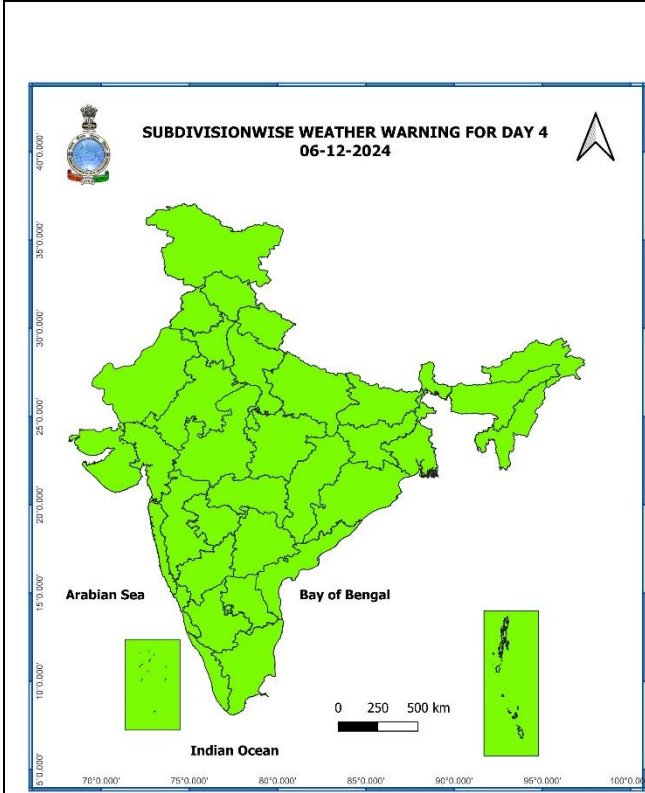 SUBDIVISIONWISE WEATHER WARNING FOR DAY 4
06-12-2024
40°0.000'
35°0.000'
30°0.000'
25°0.000'
20°0.000'
15°0.000'
10°0.000'
5°0.000'
Arabian Sea
Bay of Bengal
0 250 500 km
Indian Ocean
70°0.000' 75°0.000' 80°0.000' 85°0.000' 90°0.000' 95°0.000'